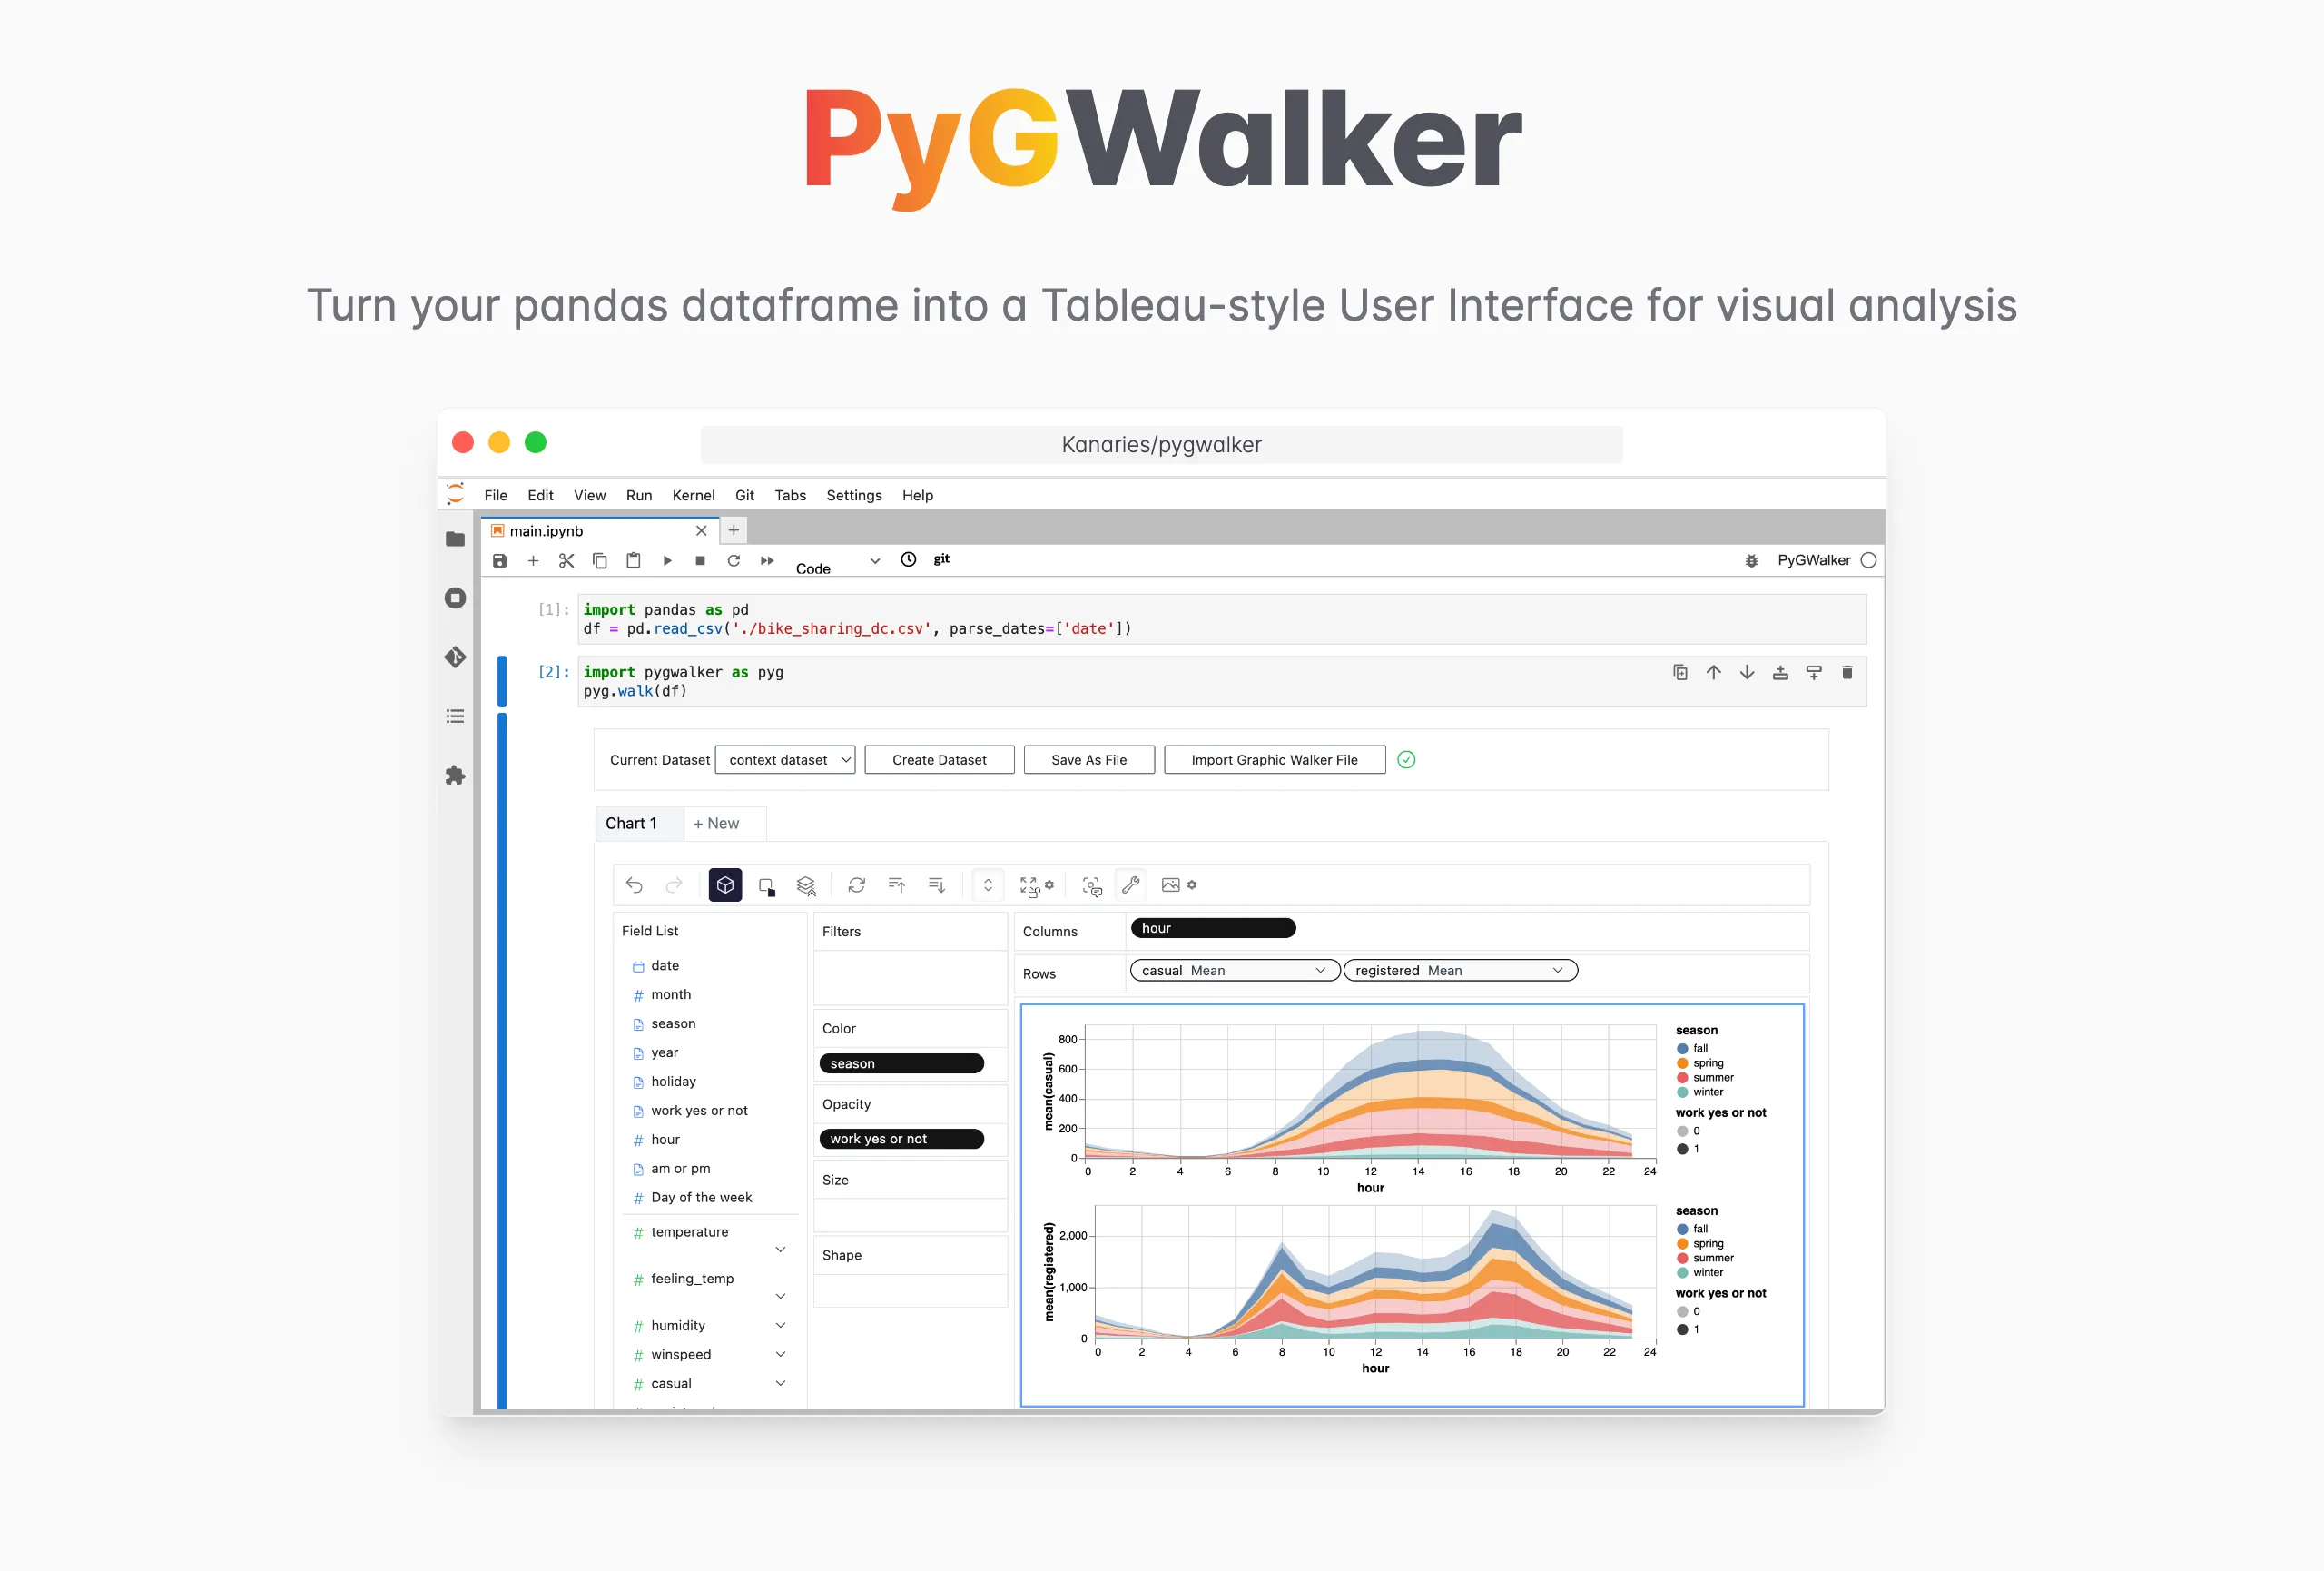 PyGWalker
Turn your pandas dataframe into a Tableau-style User Interface for visual analysis
Kanaries/pygwalker
File Edit View Run Kernel Git Tabs Settings Help
main.ipynb
Code git PyGWalker
[1]: import pandas as pd
df = pd.read_csv('./bike_sharing_dc.csv', parse_dates=['date'])
[2]: import pygwalker as pyg
pyg.walk(df)
Current Dataset context dataset Create Dataset Save As File Import Graphic Walker File
Chart 1 + New
Field List
date
month
season
year
holiday
work yes or not
hour
am or pm
Day of the week
temperature
feeling_temp
humidity
winspeed
casual
Filters
Color
season
Opacity
work yes or not
Size
Shape
Columns hour
Rows casual Mean registered Mean
mean(casual)
800
600
400
200
0
0 2 4 6 8 10 12 14 16 18 20 22 24
hour
season
fall
spring
summer
winter
work yes or not
0
1
mean(registered)
2,000
1,000
0
0 2 4 6 8 10 12 14 16 18 20 22 24
hour
season
fall
spring
summer
winter
work yes or not
0
1